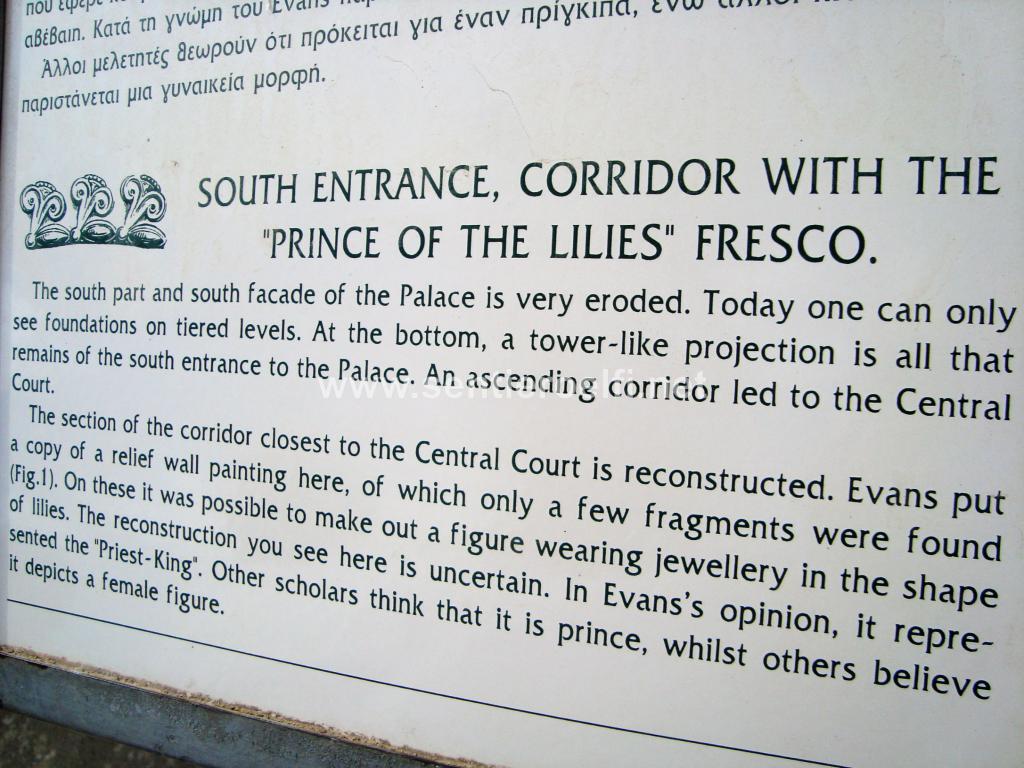 που έφερε
αβέβαιη. Κατά τη γνώμη του Evans
Άλλοι μελετητές θεωρούν ότι πρόκειται για έναν πρίγκιπα, ενώ άλλοι
παριστάνεται μια γυναικεία μορφή.
SOUTH ENTRANCE, CORRIDOR WITH THE
"PRINCE OF THE LILIES" FRESCO.
The south part and south facade of the Palace is very eroded. Today one can only
see foundations on tiered levels. At the bottom, a tower-like projection is all that
remains of the south entrance to the Palace. An ascending corridor led to the Central
Court.
The section of the corridor closest to the Central Court is reconstructed. Evans put
a copy of a relief wall painting here, of which only a few fragments were found
(Fig.1). On these it was possible to make out a figure wearing jewellery in the shape
of lilies. The reconstruction you see here is uncertain. In Evans's opinion, it repre-
sented the "Priest-King". Other scholars think that it is prince, whilst others believe
it depicts a female figure.